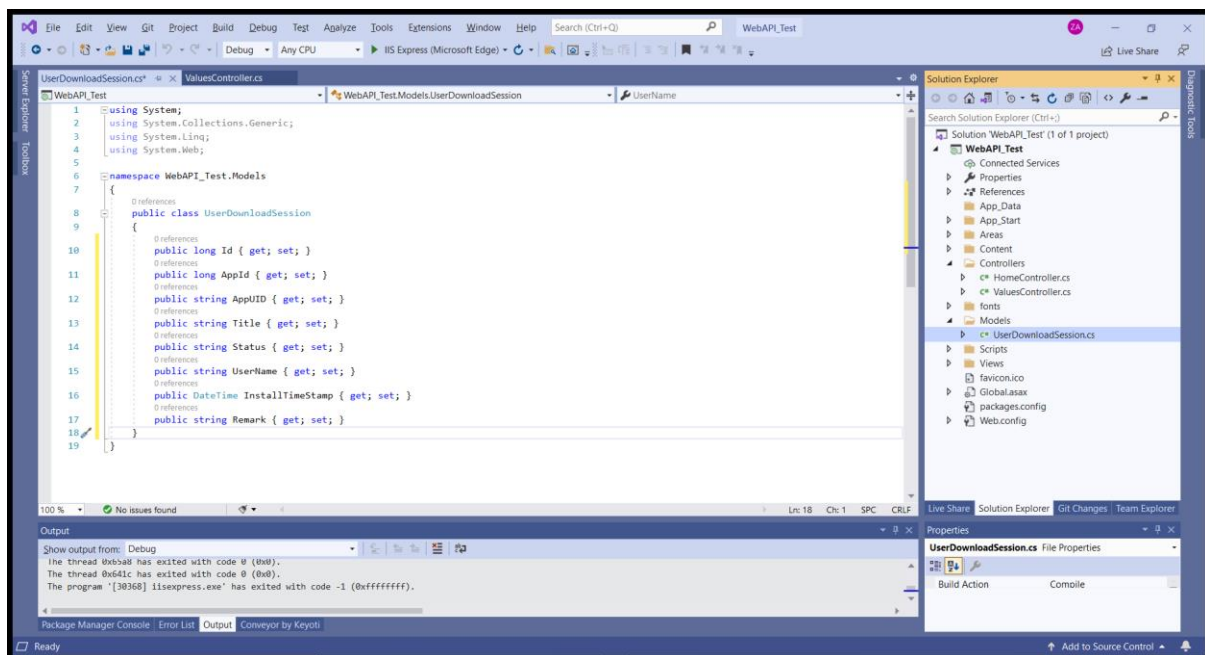 File Edit View Git Project Build Debug Test Analyze Tools Extensions Window Help Search (Ctrl+Q) WebAPI_Test ZA
Debug Any CPU IIS Express (Microsoft Edge) Live Share
Server Explorer
Toolbox
UserDownloadSession.cs* ValuesController.cs
WebAPI_Test WebAPI_Test.Models.UserDownloadSession UserName
1 using System;
2 using System.Collections.Generic;
3 using System.Linq;
4 using System.Web;
5
6 namespace WebAPI_Test.Models
7 {
0 references
8 public class UserDownloadSession
9 {
0 references
10 public long Id { get; set; }
0 references
11 public long AppId { get; set; }
0 references
12 public string AppUID { get; set; }
0 references
13 public string Title { get; set; }
0 references
14 public string Status { get; set; }
0 references
15 public string UserName { get; set; }
0 references
16 public DateTime InstallTimeStamp { get; set; }
0 references
17 public string Remark { get; set; }
18 }
19 }
100 % No issues found Ln: 18 Ch: 1 SPC CRLF
Output
Show output from: Debug
The thread 0x65a8 has exited with code 0 (0x0).
The thread 0x641c has exited with code 0 (0x0).
The program '[30368] iisexpress.exe' has exited with code -1 (0xffffffff).
Package Manager Console Error List Output Conveyor by Keyoti
Solution Explorer
Search Solution Explorer (Ctrl+;)
Solution 'WebAPI_Test' (1 of 1 project)
WebAPI_Test
Connected Services
Properties
References
App_Data
App_Start
Areas
Content
Controllers
C# HomeController.cs
C# ValuesController.cs
fonts
Models
C# UserDownloadSession.cs
Scripts
Views
favicon.ico
Global.asax
packages.config
Web.config
Live Share Solution Explorer Git Changes Team Explorer
Properties
UserDownloadSession.cs File Properties
Build Action Compile
Diagnostic Tools
Ready Add to Source Control